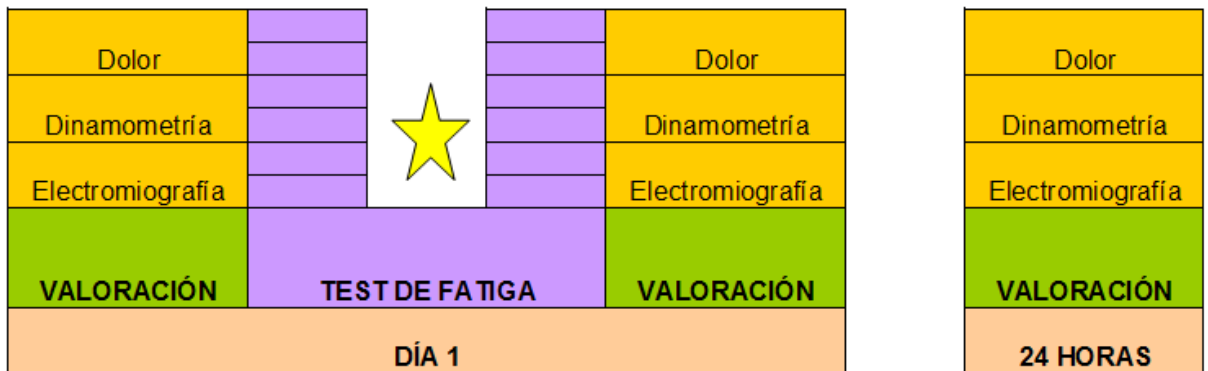 Dolor
Dolor
Dolor
Dinamometría
Dinamometría
Dinamometría
Electromiografía
Electromiografía
Electromiografía
VALORACIÓN
TEST DE FATIGA
VALORACIÓN
VALORACIÓN
DÍA 1
24 HORAS